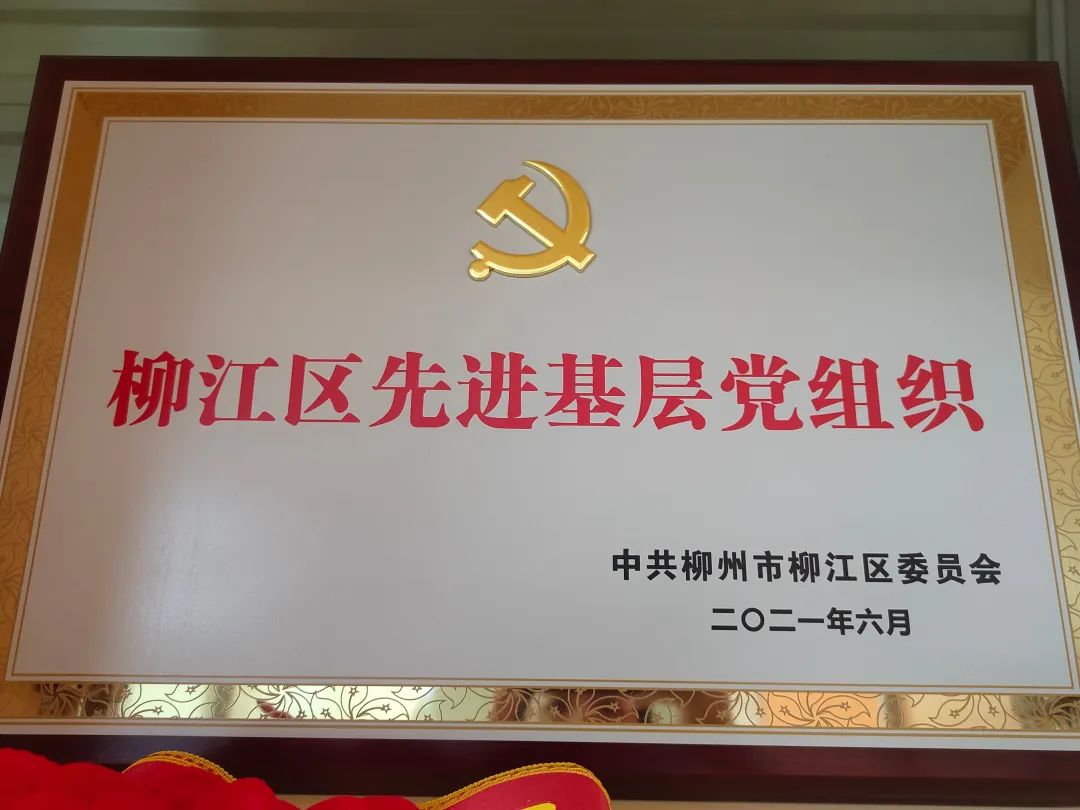 柳江区先进基层党组织
中共柳州市柳江区委员会
二〇二一年六月